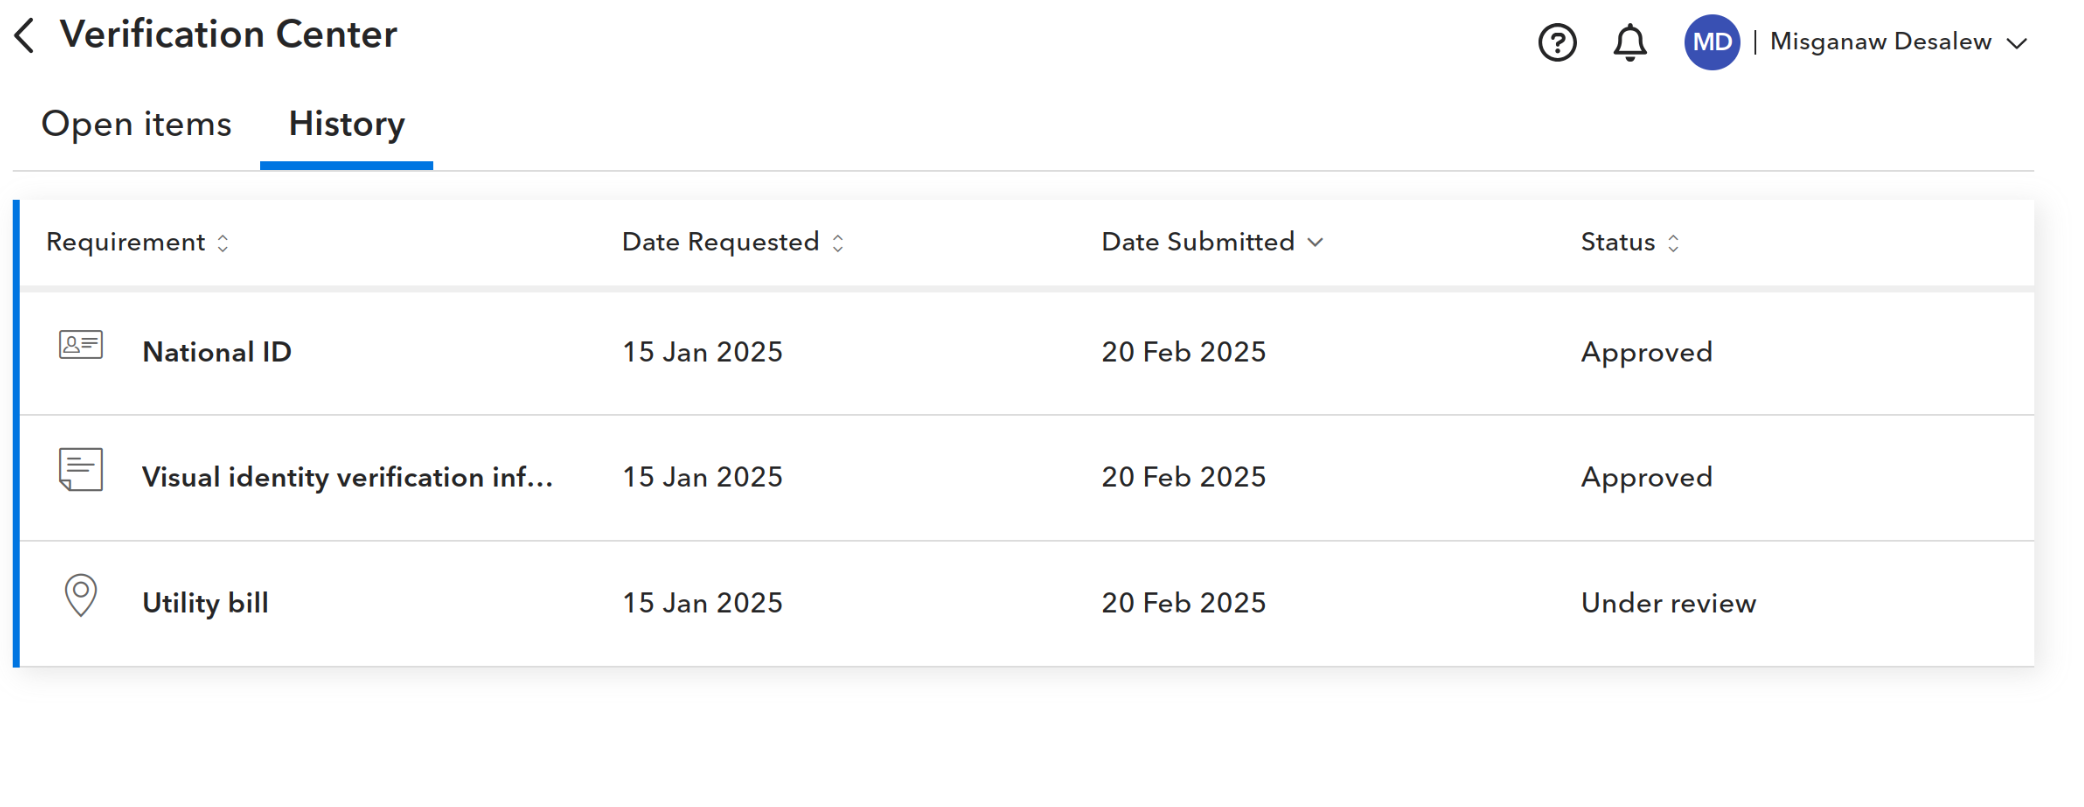 Verification Center
MD | Misganaw Desalew
Open items History
Requirement Date Requested Date Submitted Status
National ID 15 Jan 2025 20 Feb 2025 Approved
Visual identity verification inf... 15 Jan 2025 20 Feb 2025 Approved
Utility bill 15 Jan 2025 20 Feb 2025 Under review